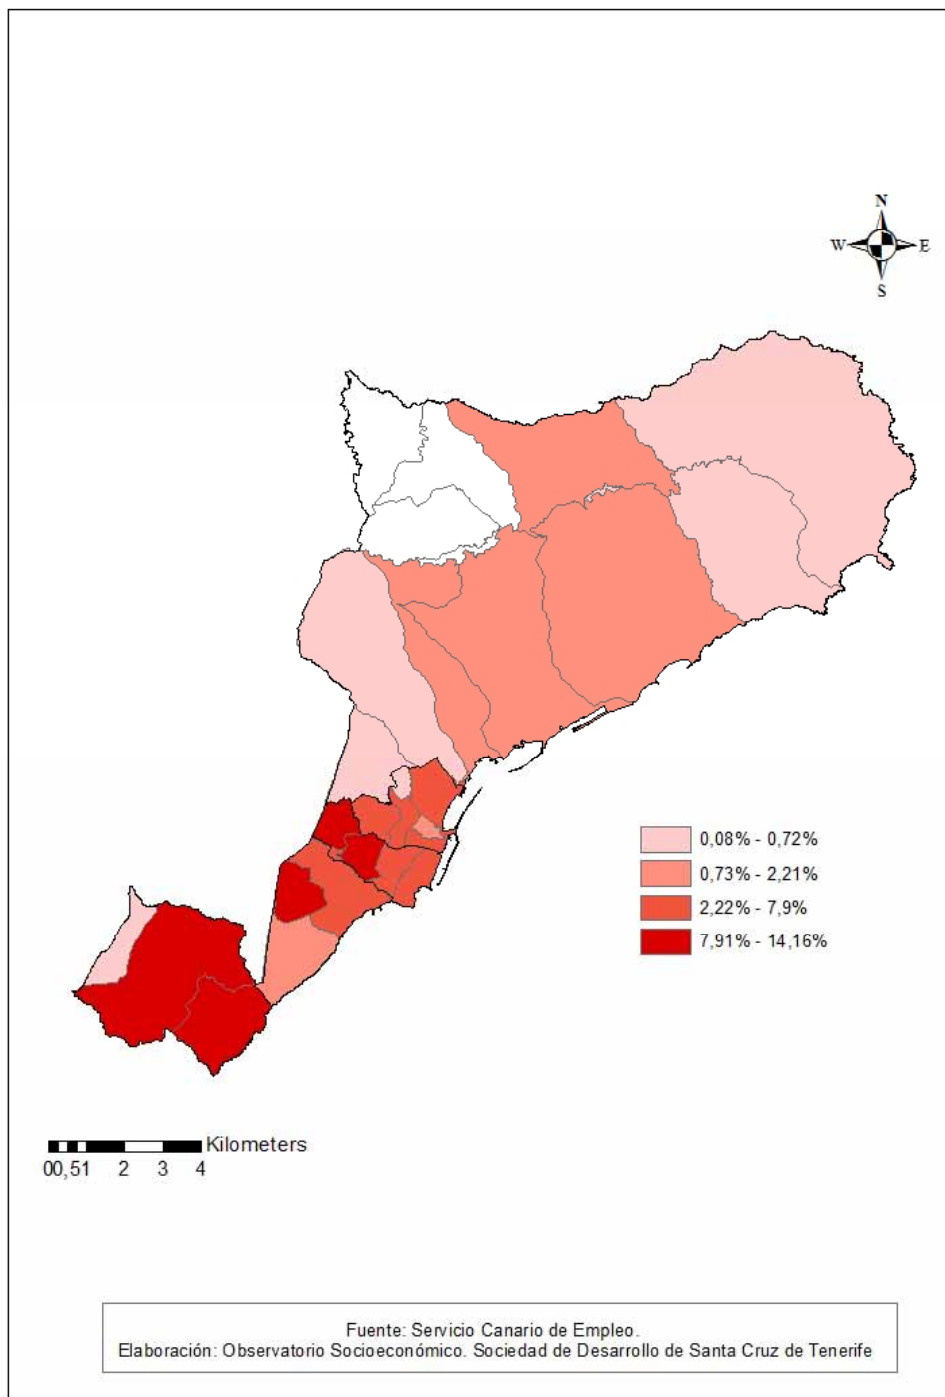 N
W E
S
0,08% - 0,72%
0,73% - 2,21%
2,22% - 7,9%
7,91% - 14,16%
Kilometers
00,51 2 3 4
Fuente: Servicio Canario de Empleo.
Elaboración: Observatorio Socioeconómico. Sociedad de Desarrollo de Santa Cruz de Tenerife